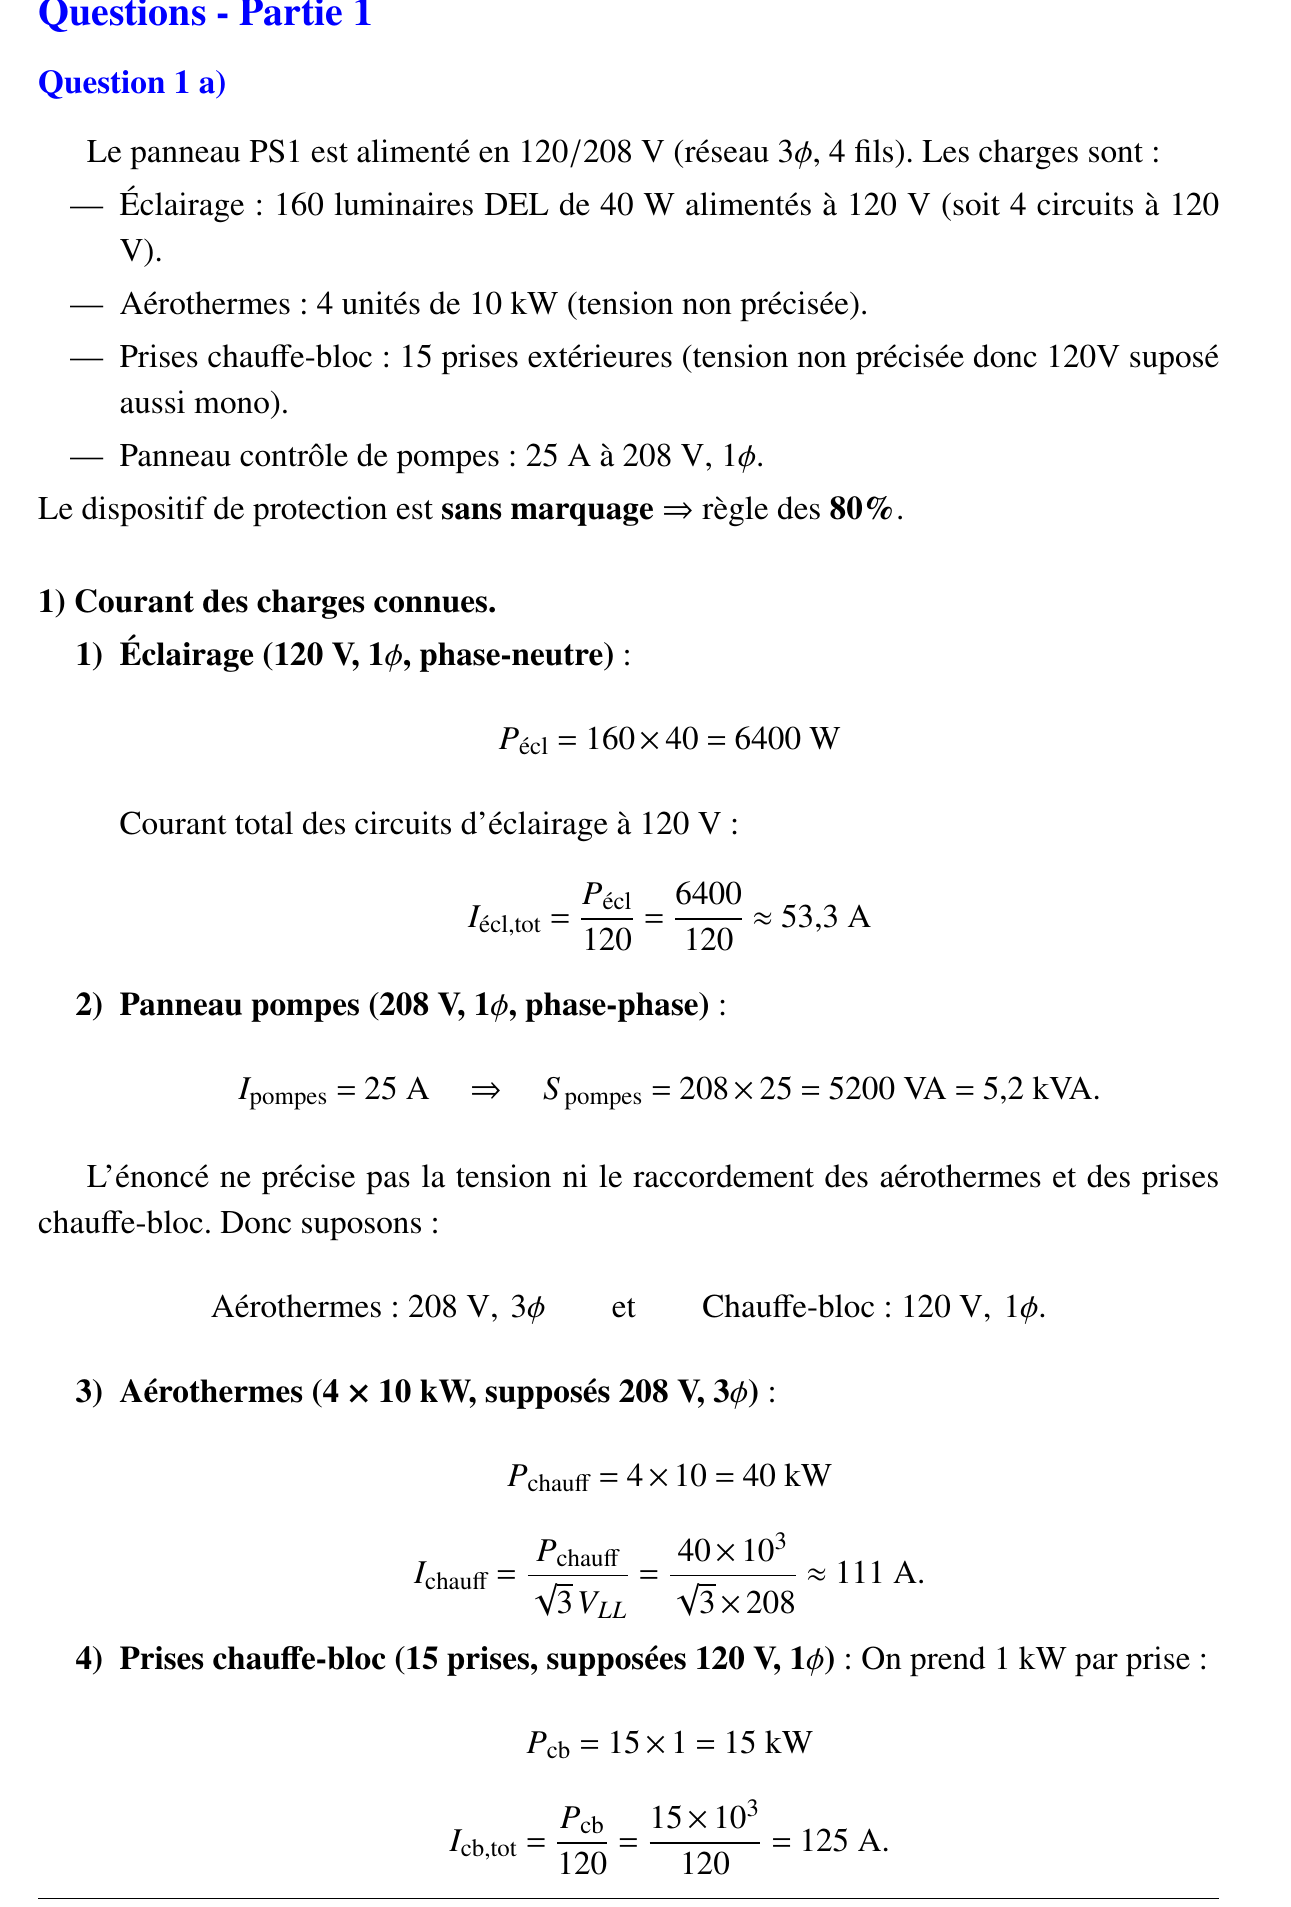 Questions - Partie 1
Question 1 a)
Le panneau PS1 est alimenté en 120/208 V (réseau 3ϕ, 4 fils). Les charges sont :
— Éclairage : 160 luminaires DEL de 40 W alimentés à 120 V (soit 4 circuits à 120
V).
— Aérothermes : 4 unités de 10 kW (tension non précisée).
— Prises chauffe-bloc : 15 prises extérieures (tension non précisée donc 120V suposé
aussi mono).
— Panneau contrôle de pompes : 25 A à 208 V, 1ϕ.
Le dispositif de protection est sans marquage ⇒ règle des 80%.
1) Courant des charges connues.
1) Éclairage (120 V, 1ϕ, phase-neutre) :
P_écl = 160 × 40 = 6400 W
Courant total des circuits d'éclairage à 120 V :
I_écl,tot = P_écl/120 = 6400/120 ≈ 53,3 A
2) Panneau pompes (208 V, 1ϕ, phase-phase) :
I_pompes = 25 A ⇒ S_pompes = 208 × 25 = 5200 VA = 5,2 kVA.
L'énoncé ne précise pas la tension ni le raccordement des aérothermes et des prises
chauffe-bloc. Donc suposons :
Aérothermes : 208 V, 3ϕ et Chauffe-bloc : 120 V, 1ϕ.
3) Aérothermes (4 × 10 kW, supposés 208 V, 3ϕ) :
P_chauff = 4 × 10 = 40 kW
I_chauff = P_chauff/(√3 V_LL) = (40 × 10³)/(√3 × 208) ≈ 111 A.
4) Prises chauffe-bloc (15 prises, supposées 120 V, 1ϕ) : On prend 1 kW par prise :
P_cb = 15 × 1 = 15 kW
I_cb,tot = P_cb/120 = (15 × 10³)/120 = 125 A.